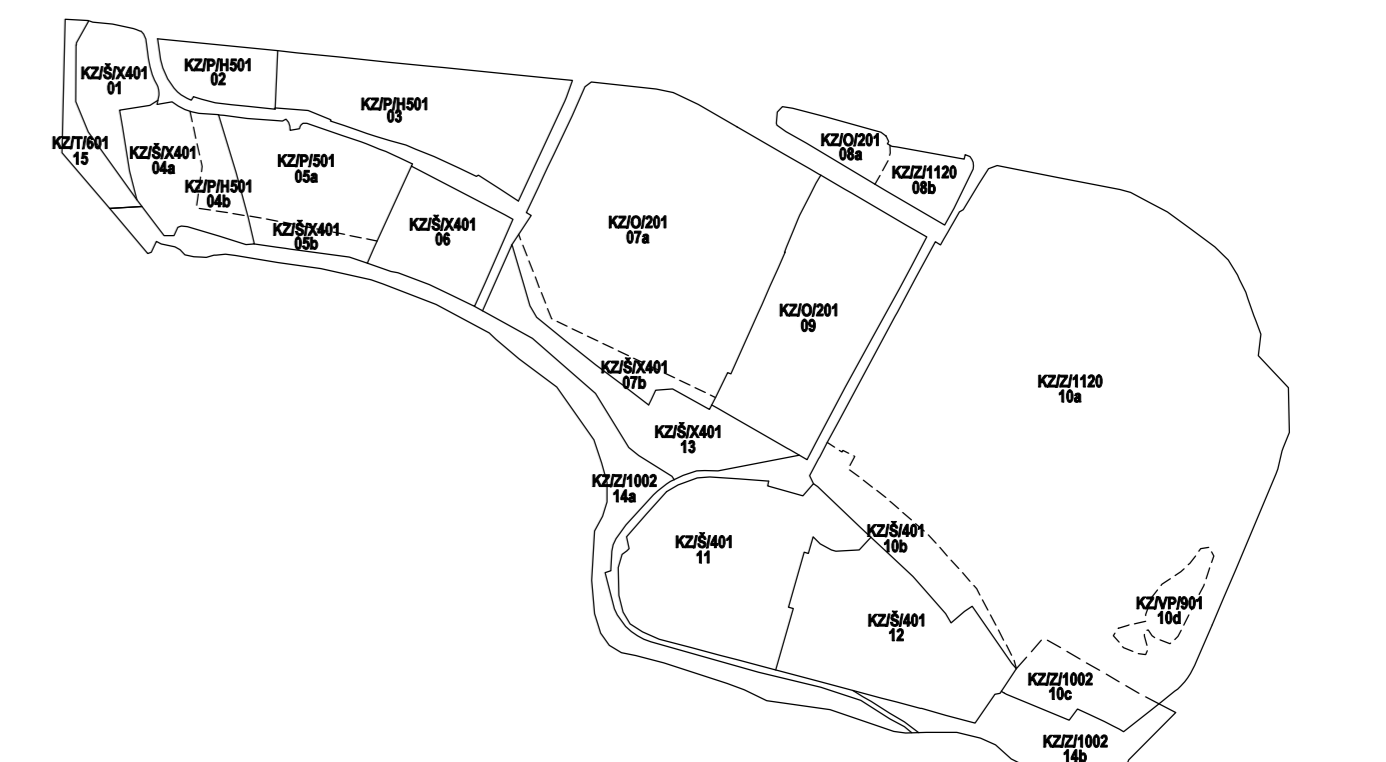 KZ/Š/X401
01
KZ/P/H501
02
KZ/P/H501
03
KZ/T/601
15
KZ/Š/X401
04a
KZ/P/H501
04b
KZ/P/501
05a
KZ/Š/X401
05b
KZ/Š/X401
06
KZ/O/201
07a
KZ/Š/X401
07b
KZ/O/201
08a
KZ/Z/1120
08b
KZ/O/201
09
KZ/Z/1120
10a
KZ/Š/X401
13
KZ/Z/1002
14a
KZ/Š/401
11
KZ/Š/401
10b
KZ/Š/401
12
KZ/VP/901
10d
KZ/Z/1002
10c
KZ/Z/1002
14b